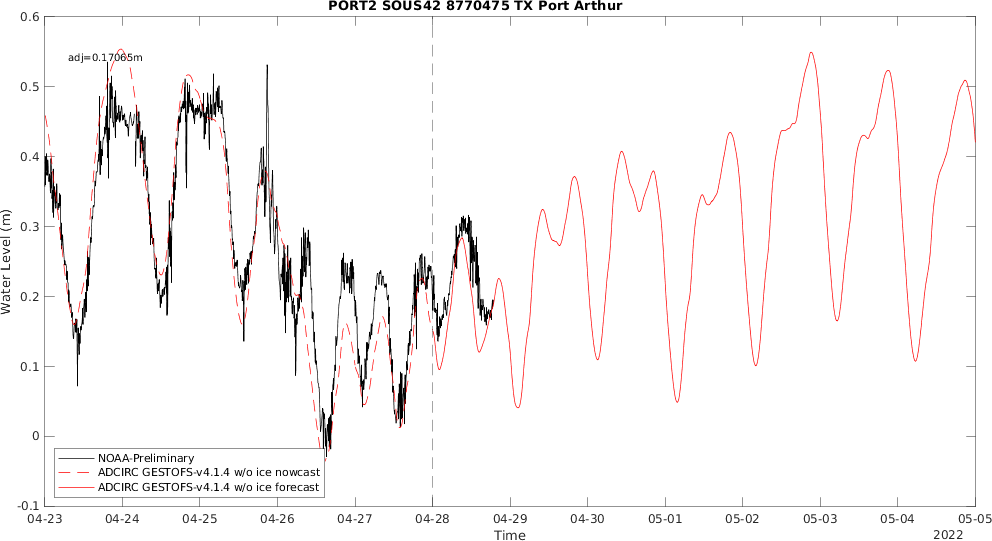 PORT2 SOUS42 8770475 TX Port Arthur
adj=0.17065m
0.6
0.5
0.4
0.3
0.2
0.1
0
-0.1
Water Level (m)
NOAA-Preliminary
ADCIRC GESTOFS-v4.1.4 w/o ice nowcast
ADCIRC GESTOFS-v4.1.4 w/o ice forecast
04-23 04-24 04-25 04-26 04-27 04-28 04-29 04-30 05-01 05-02 05-03 05-04 05-05
Time
2022